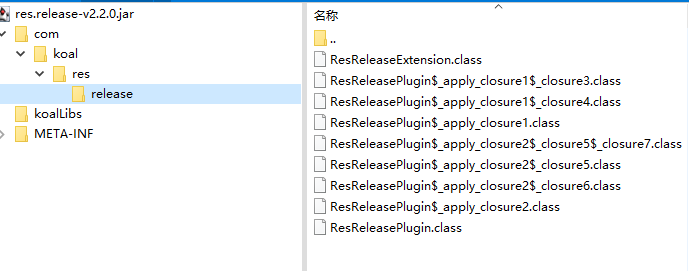 res.release-v2.2.0.jar
com
koal
res
release
koalLibs
META-INF
名称
..
ResReleaseExtension.class
ResReleasePlugin$_apply_closure1$_closure3.class
ResReleasePlugin$_apply_closure1$_closure4.class
ResReleasePlugin$_apply_closure1.class
ResReleasePlugin$_apply_closure2$_closure5$_closure7.class
ResReleasePlugin$_apply_closure2$_closure5.class
ResReleasePlugin$_apply_closure2$_closure6.class
ResReleasePlugin$_apply_closure2.class
ResReleasePlugin.class